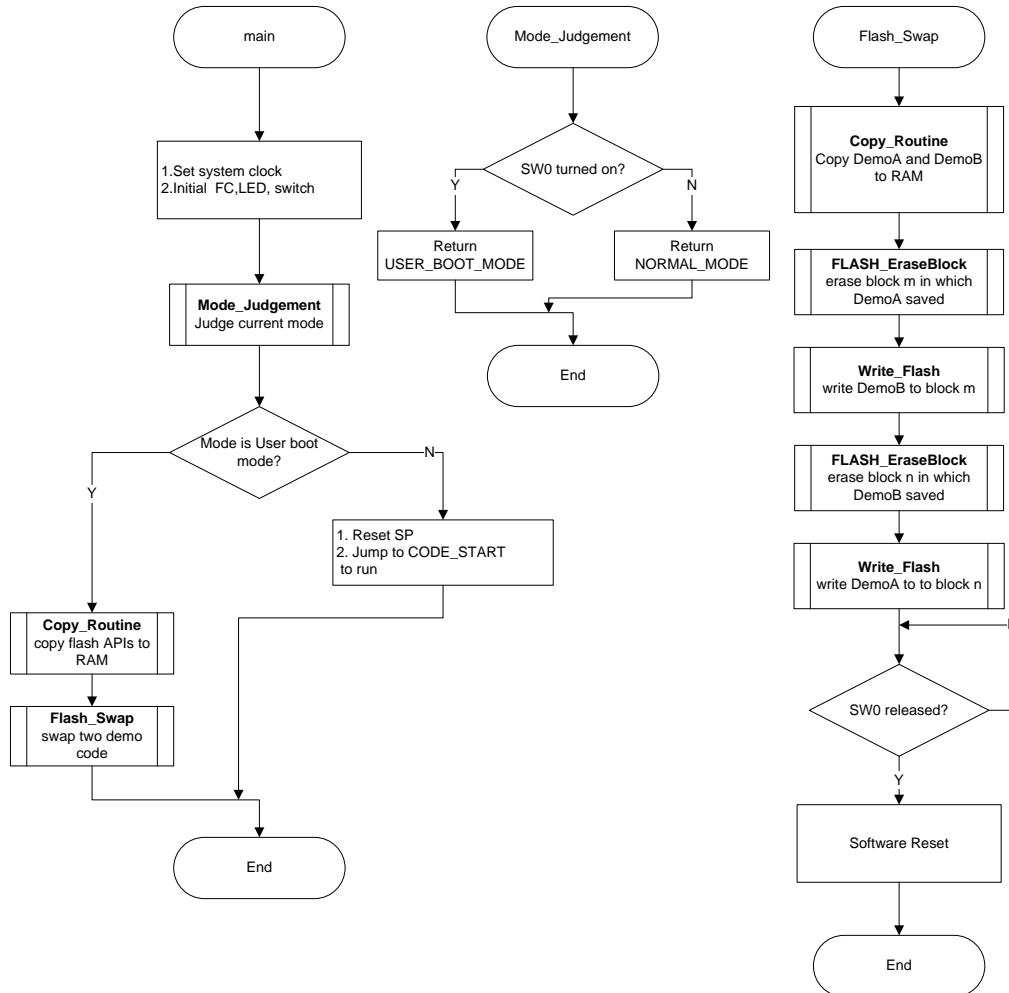 main
1.Set system clock
2.Initial FC,LED, switch
Mode_Judgement
Judge current mode
Mode is User boot
mode?
N
Y
1. Reset SP
2. Jump to CODE_START
to run
Copy_Routine
copy flash APIs to
RAM
Flash_Swap
swap two demo
code
End
Mode_Judgement
SW0 turned on?
Y
N
Return
USER_BOOT_MODE
Return
NORMAL_MODE
End
Flash_Swap
Copy_Routine
Copy DemoA and DemoB
to RAM
FLASH_EraseBlock
erase block m in which
DemoA saved
Write_Flash
write DemoB to block m
FLASH_EraseBlock
erase block n in which
DemoB saved
Write_Flash
write DemoA to to block n
SW0 released?
Y
Software Reset
End